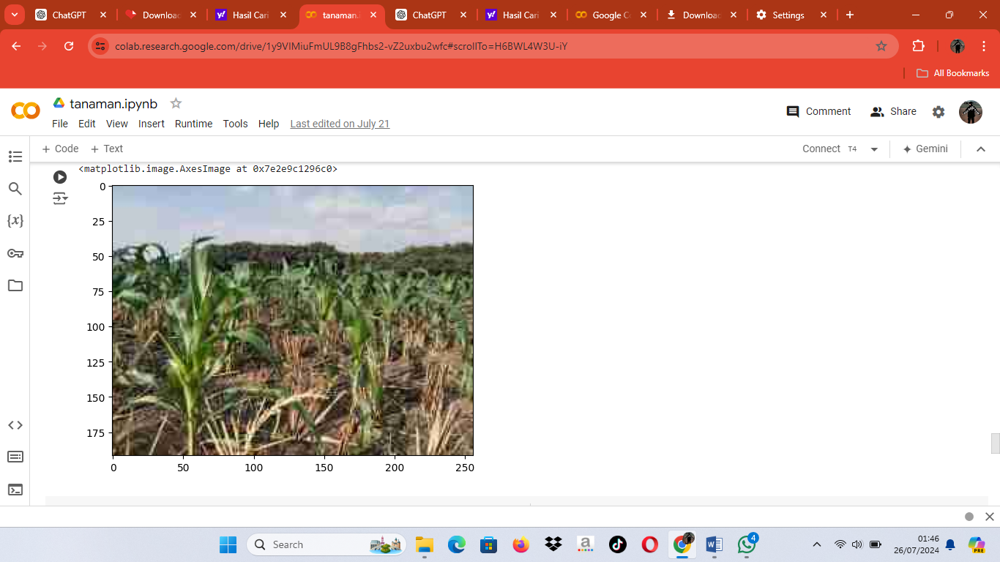 ChatGPT
Downloac
Hasil Cari
tanaman.
ChatGPT
Hasil Cari
Google Co
Downloac
Settings
colab.research.google.com/drive/1y9VIMiuFmUL9B8gFhbs2-vZ2uxbu2wfc#scrollTo=H6BWL4W3U-iY
All Bookmarks
tanaman.ipynb
File Edit View Insert Runtime Tools Help Last edited on July 21
Comment Share
+ Code + Text
Connect T4 Gemini
<matplotlib.image.AxesImage at 0x7e2e9c1296c0>
0
25
50
75
100
125
150
175
0 50 100 150 200 250
Search
4
PRE
01:46
26/07/2024